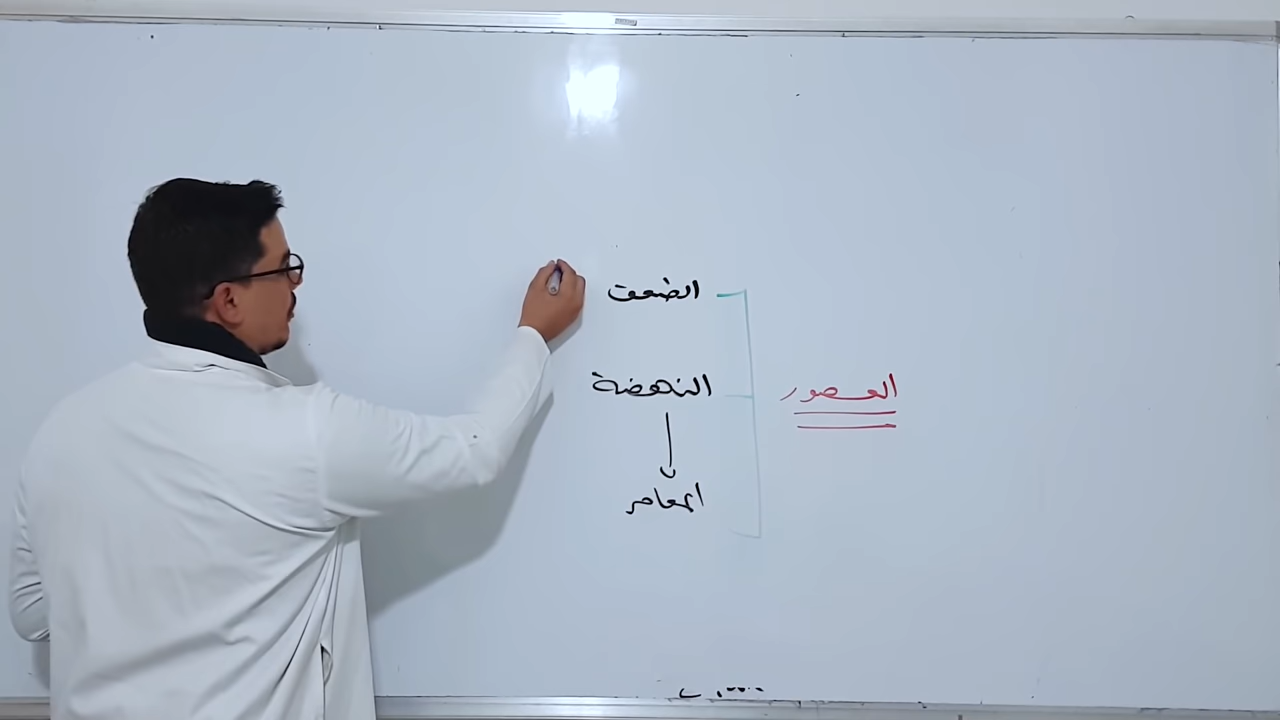 العصور
الضعف
النهضة
المعاصر